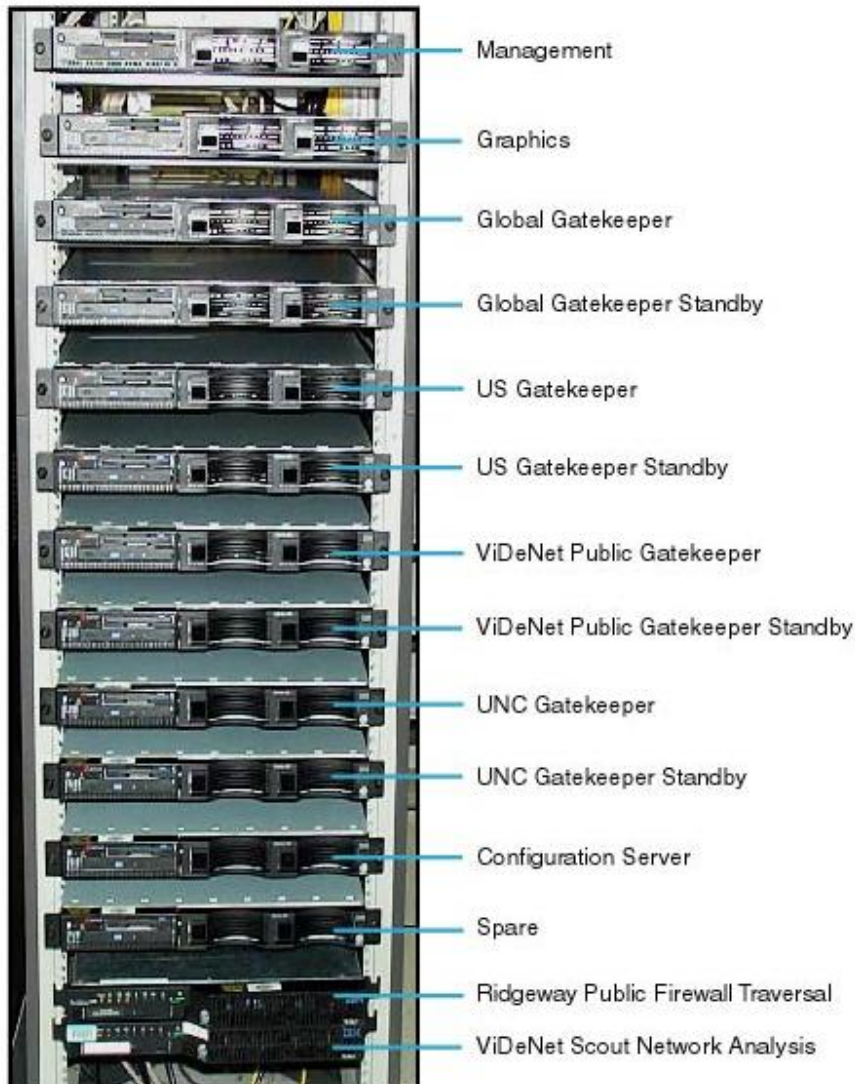 Management
Graphics
Global Gatekeeper
Global Gatekeeper Standby
US Gatekeeper
US Gatekeeper Standby
ViDeNet Public Gatekeeper
ViDeNet Public Gatekeeper Standby
UNC Gatekeeper
UNC Gatekeeper Standby
Configuration Server
Spare
Ridgeway Public Firewall Traversal
ViDeNet Scout Network Analysis